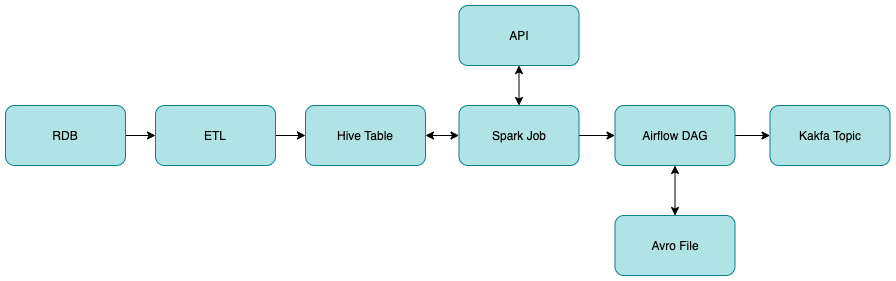 API
RDB
ETL
Hive Table
Spark Job
Airflow DAG
Kakfa Topic
Avro File